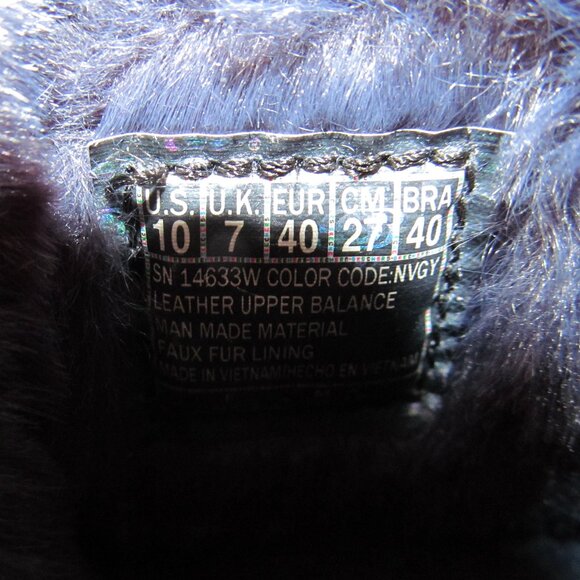 U.S. U.K. EUR CM BRA
10 7 40 27 40
SN 14633W COLOR CODE:NVGY
LEATHER UPPER BALANCE
MAN MADE MATERIAL
FAUX FUR LINING
MADE IN VIETNAM/HECHO EN VIETNAM